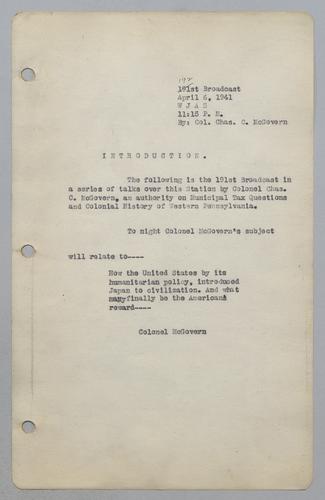 192
191st Broadcast
April 6, 1941
W J A S
11:15 P. M.
By: Col. Chas. C. McGovern
I N T R O D U C T I O N .
The following is the 191st Broadcast in
a series of talks over this Station by Colonel Chas.
C. McGovern, an authority on Municipal Tax Questions
and Colonial History of Western Pennsylvania.
To night Colonel McGovern's subject
will relate to----
How the United States by its
humanitarian policy, introduced
Japan to civilization. And what
may finally be the Americans
reward----
Colonel McGovern